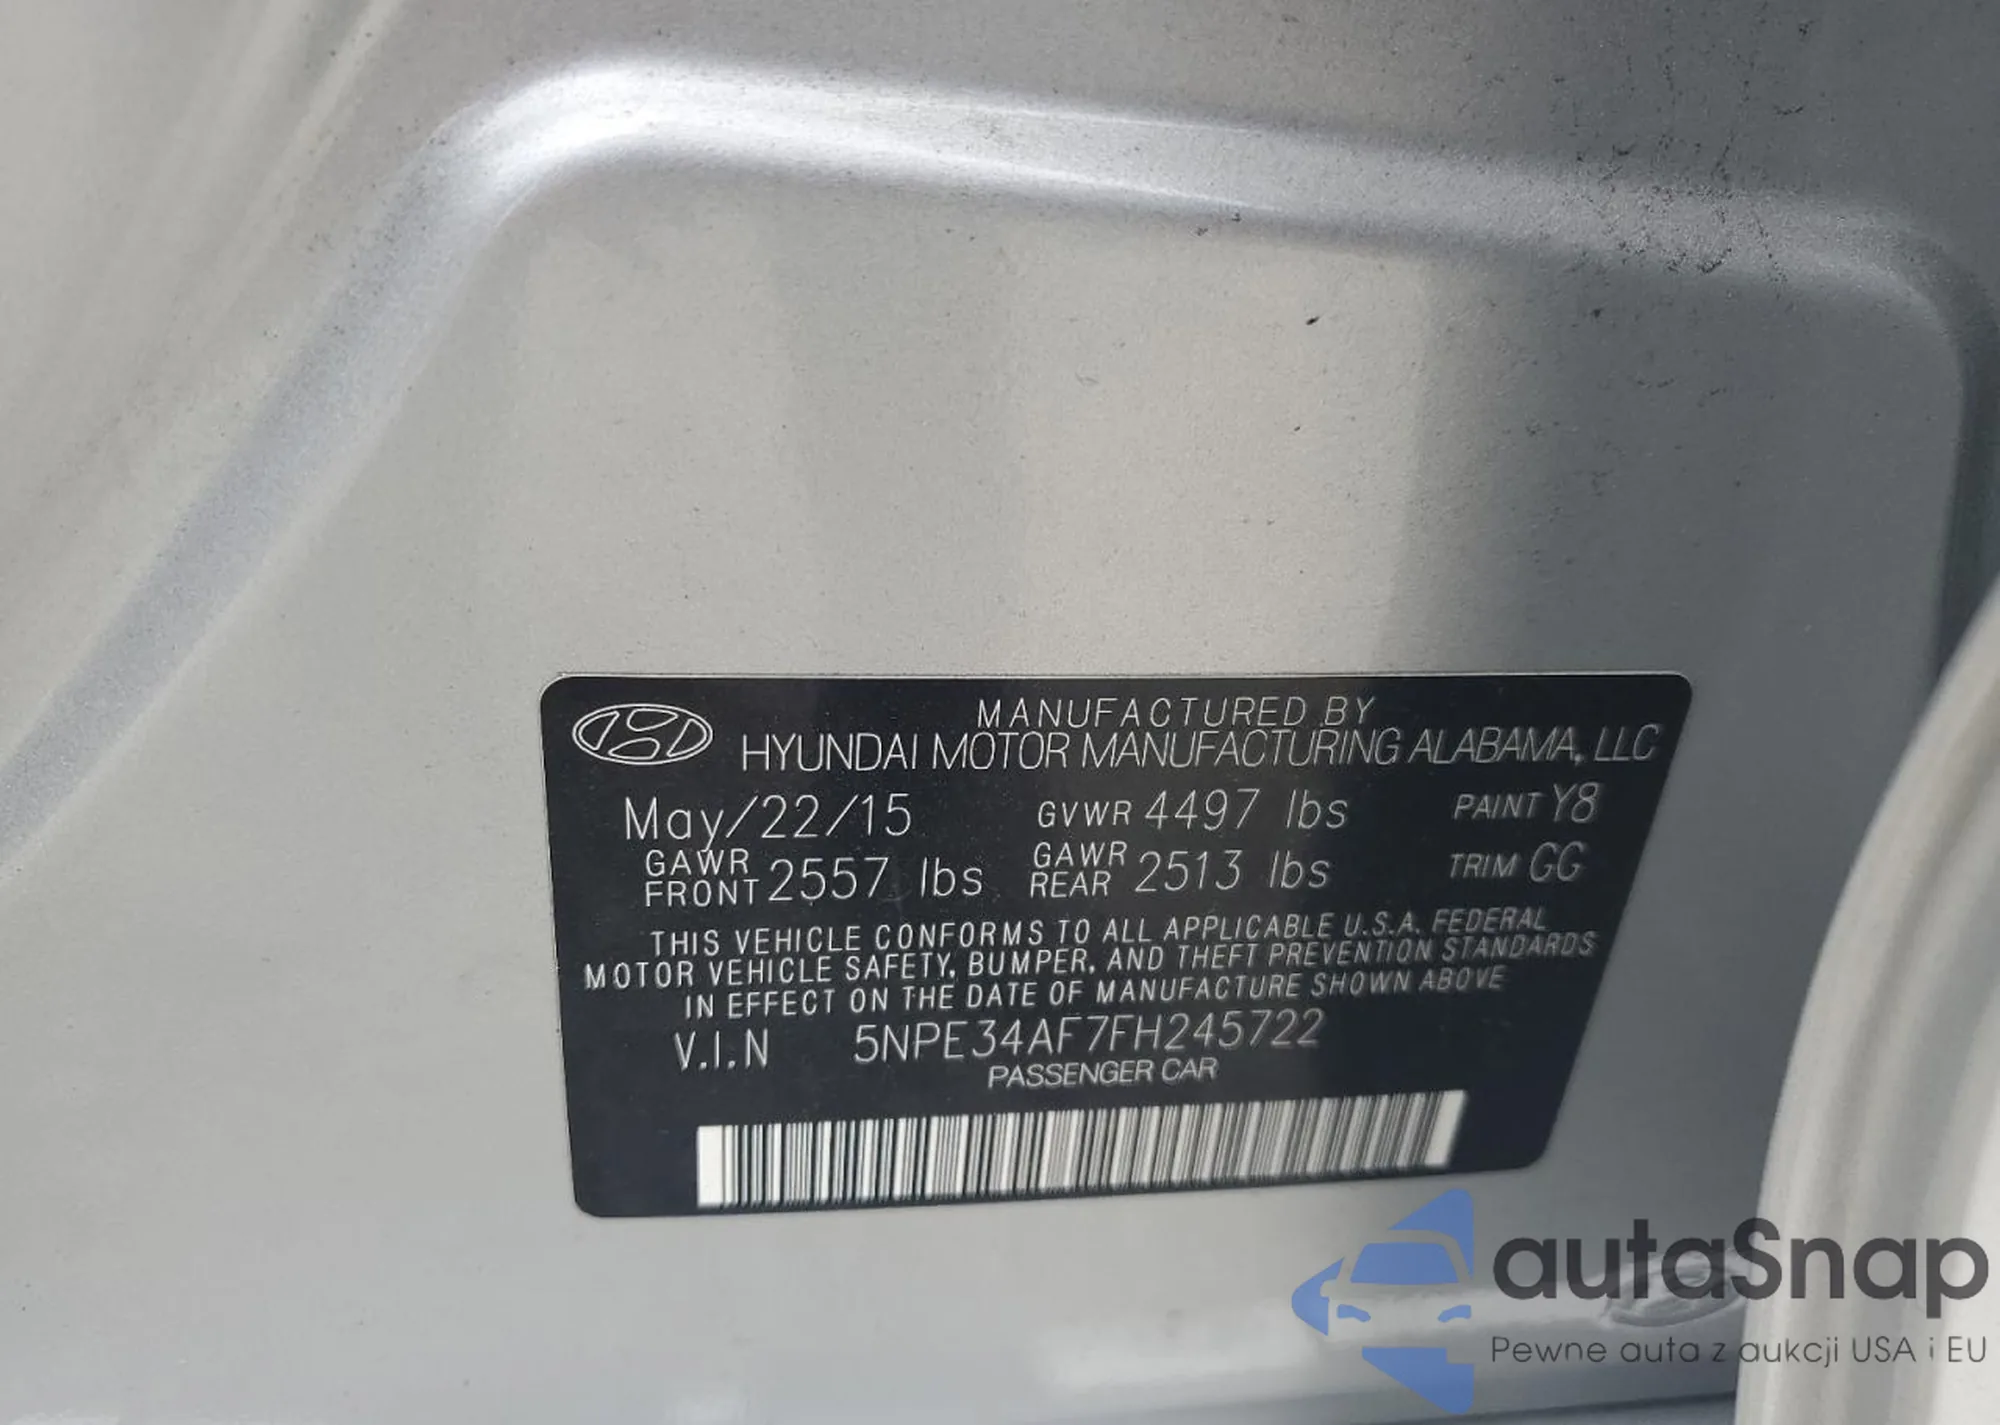 MANUFACTURED BY
HYUNDAI MOTOR MANUFACTURING ALABAMA, LLC
May/22/15 GVWR 4497 lbs PAINT Y8
GAWR FRONT 2557 lbs GAWR REAR 2513 lbs TRIM GG
THIS VEHICLE CONFORMS TO ALL APPLICABLE U.S.A. FEDERAL
MOTOR VEHICLE SAFETY, BUMPER, AND THEFT PREVENTION STANDARDS
IN EFFECT ON THE DATE OF MANUFACTURE SHOWN ABOVE
V.I.N 5NPE34AF7FH245722
PASSENGER CAR
autaSnap
Pewne auta z aukcji USA i EU